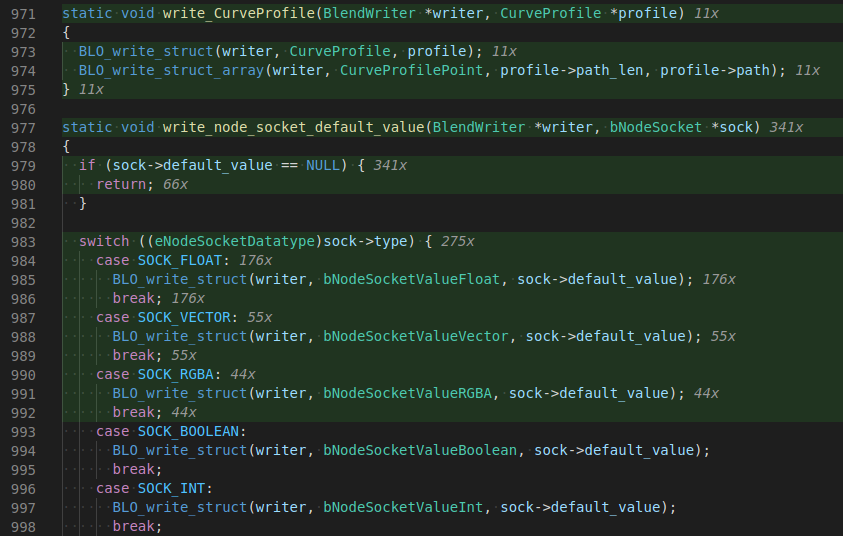 971 static void write_CurveProfile(BlendWriter *writer, CurveProfile *profile) 11x
972 {
973   BLO_write_struct(writer, CurveProfile, profile); 11x
974   BLO_write_struct_array(writer, CurveProfilePoint, profile->path_len, profile->path); 11x
975 } 11x
976
977 static void write_node_socket_default_value(BlendWriter *writer, bNodeSocket *sock) 341x
978 {
979   if (sock->default_value == NULL) { 341x
980     return; 66x
981   }
982
983   switch ((eNodeSocketDatatype)sock->type) { 275x
984     case SOCK_FLOAT: 176x
985       BLO_write_struct(writer, bNodeSocketValueFloat, sock->default_value); 176x
986       break; 176x
987     case SOCK_VECTOR: 55x
988       BLO_write_struct(writer, bNodeSocketValueVector, sock->default_value); 55x
989       break; 55x
990     case SOCK_RGBA: 44x
991       BLO_write_struct(writer, bNodeSocketValueRGBA, sock->default_value); 44x
992       break; 44x
993     case SOCK_BOOLEAN:
994       BLO_write_struct(writer, bNodeSocketValueBoolean, sock->default_value);
995       break;
996     case SOCK_INT:
997       BLO_write_struct(writer, bNodeSocketValueInt, sock->default_value);
998       break;